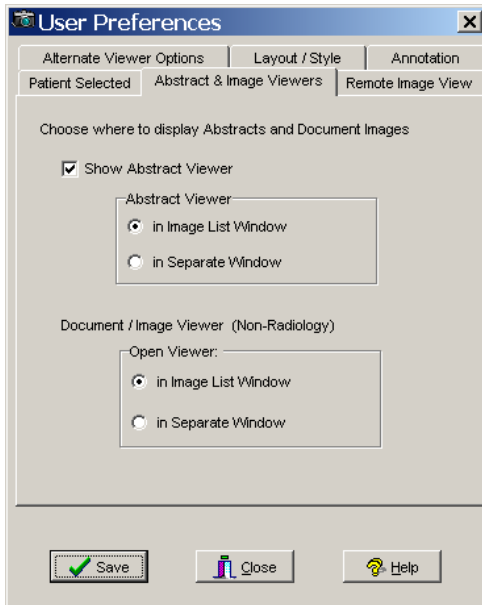 User Preferences
Alternate Viewer Options Layout / Style Annotation
Patient Selected Abstract & Image Viewers Remote Image View
Choose where to display Abstracts and Document Images
Show Abstract Viewer
Abstract Viewer
in Image List Window
in Separate Window
Document / Image Viewer (Non-Radiology)
Open Viewer:
in Image List Window
in Separate Window
Save Close Help